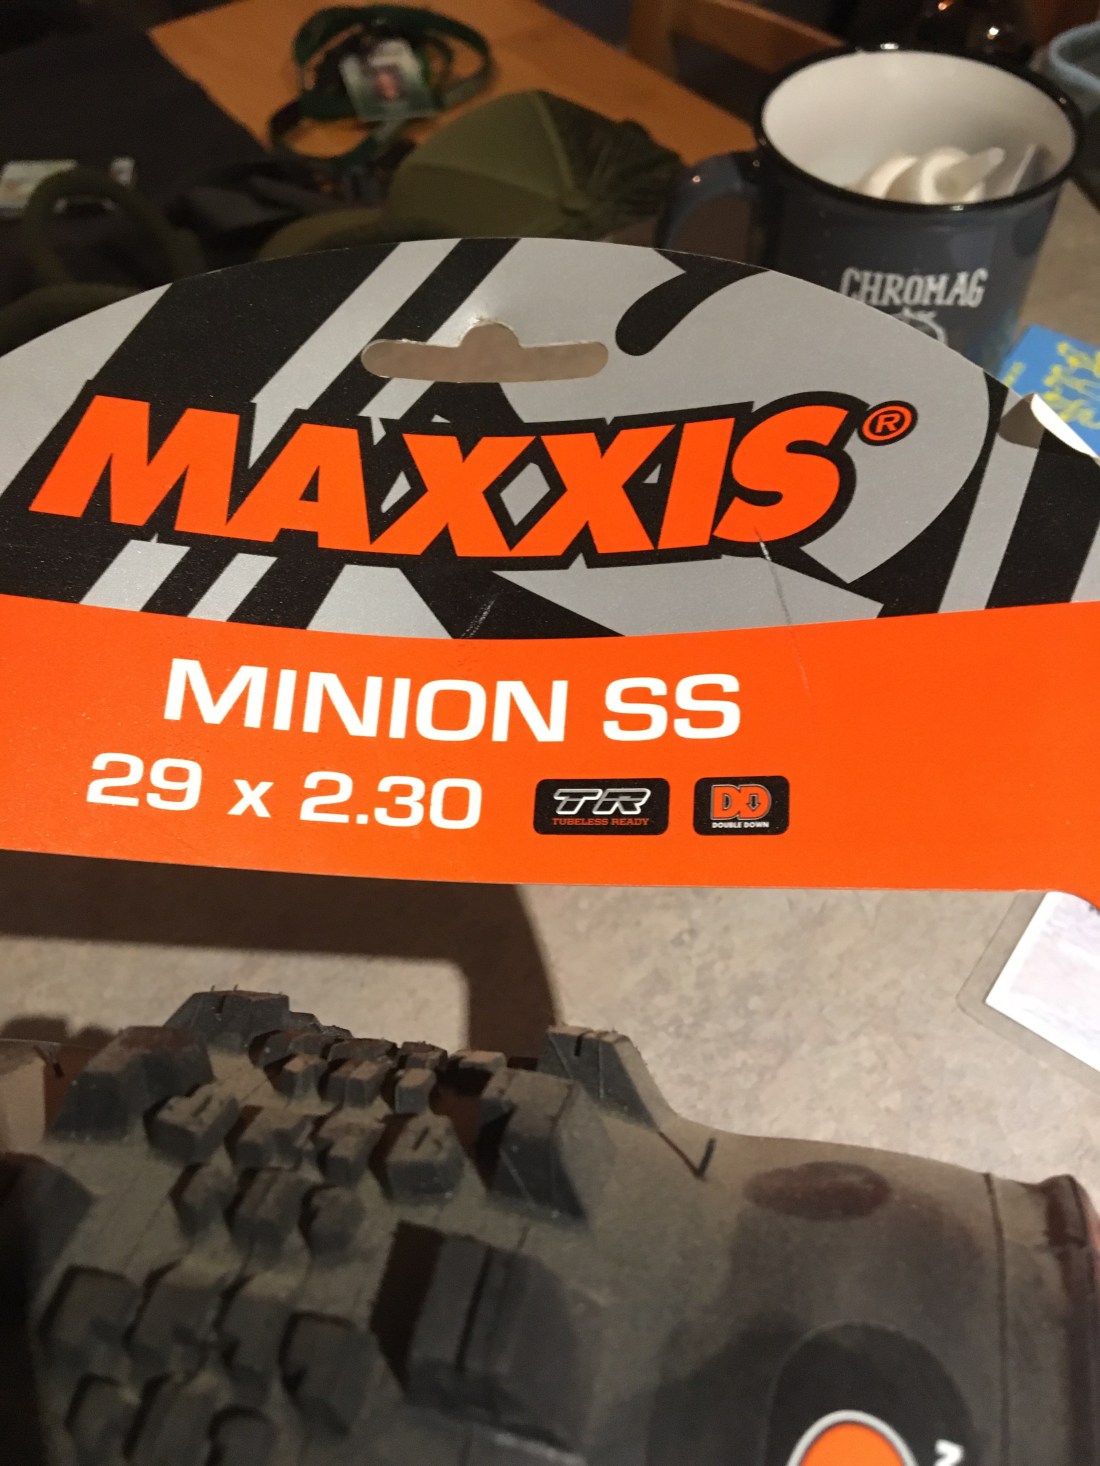 CHROMAG
MAXXIS®
MINION SS
29 x 2.30
TR
TUBELESS READY
DD
DOUBLE DOWN